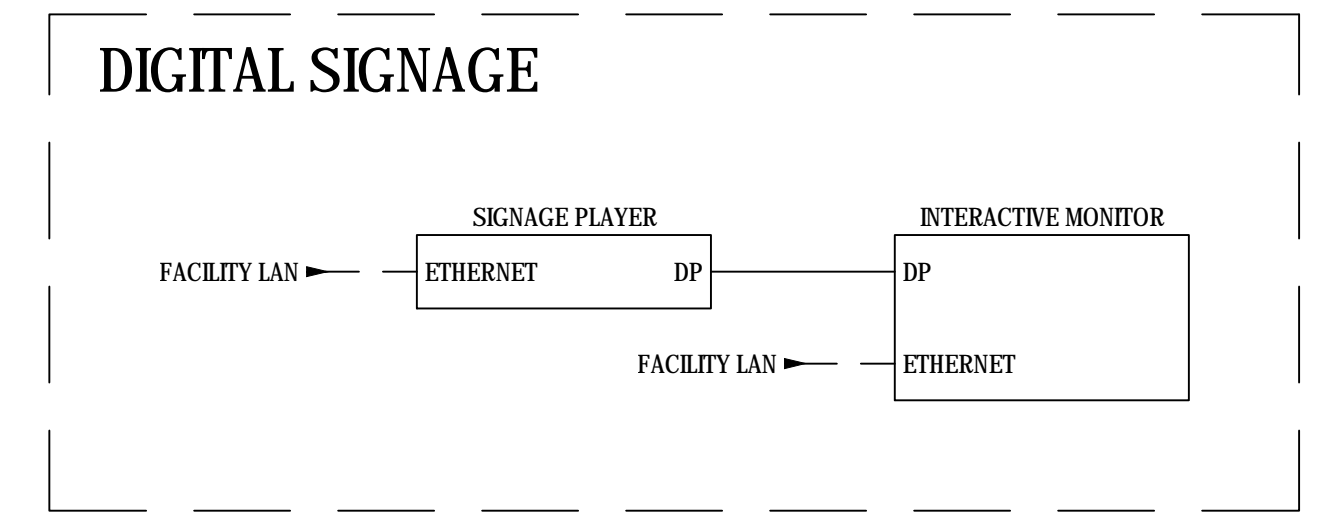 DIGITAL SIGNAGE
SIGNAGE PLAYER
INTERACTIVE MONITOR
FACILITY LAN
ETHERNET
DP
DP
FACILITY LAN
ETHERNET